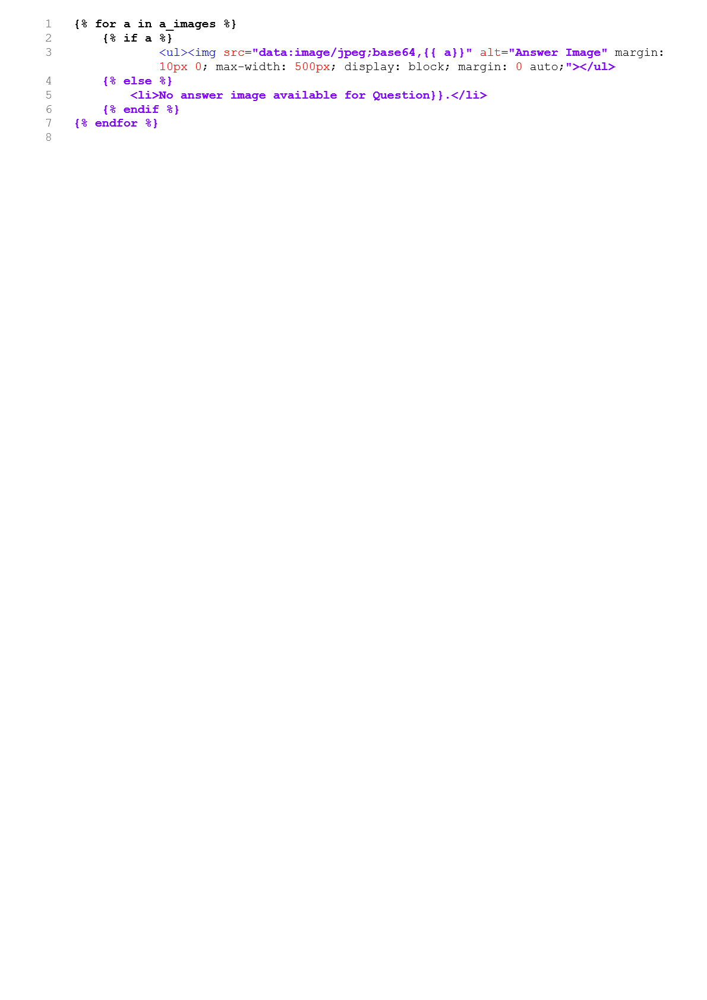 1 {% for a in a_images %}
2 {% if a %}
3 <ul><img src="data:image/jpeg;base64,{{ a}}" alt="Answer Image" margin:
10px 0; max-width: 500px; display: block; margin: 0 auto;"></ul>
4 {% else %}
5 <li>No answer image available for Question}}.</li>
6 {% endif %}
7 {% endfor %}
8